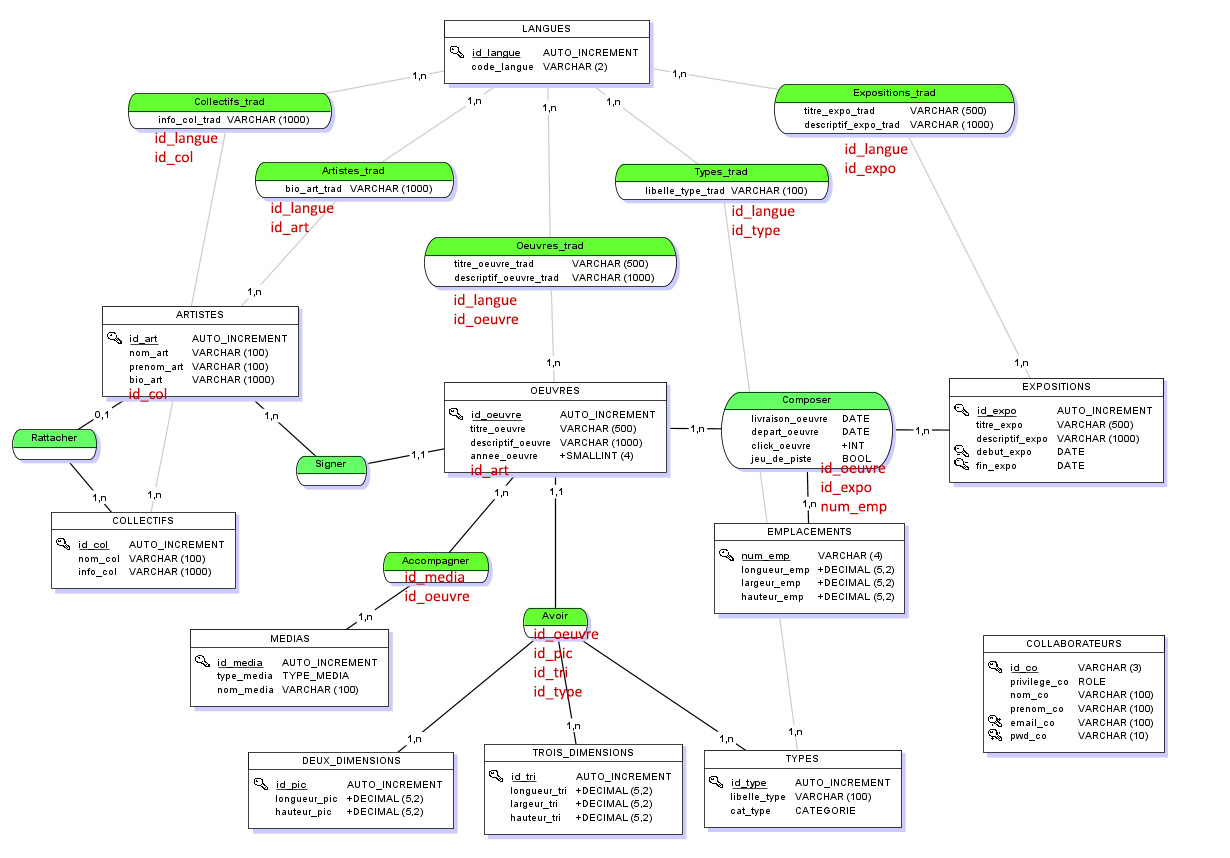 LANGUES
id_langue AUTO_INCREMENT
code_langue VARCHAR (2)
1,n
1,n
1,n
1,n
1,n
Collectifs_trad
info_col_trad VARCHAR (1000)
id_langue
id_col
Expositions_trad
titre_expo_trad VARCHAR (500)
descriptif_expo_trad VARCHAR (1000)
id_langue
id_expo
Artistes_trad
bio_art_trad VARCHAR (1000)
id_langue
id_art
Types_trad
libelle_type_trad VARCHAR (100)
id_langue
id_type
Oeuvres_trad
titre_oeuvre_trad VARCHAR (500)
descriptif_oeuvre_trad VARCHAR (1000)
id_langue
id_oeuvre
1,n
ARTISTES
id_art AUTO_INCREMENT
nom_art VARCHAR (100)
prenom_art VARCHAR (100)
bio_art VARCHAR (1000)
id_col
1,n
OEUVRES
id_oeuvre AUTO_INCREMENT
titre_oeuvre VARCHAR (500)
descriptif_oeuvre VARCHAR (1000)
annee_oeuvre +SMALLINT (4)
id_art
1,n
Composer
livraison_oeuvre DATE
depart_oeuvre DATE
click_oeuvre +INT
jeu_de_piste BOOL
id_oeuvre
id_expo
num_emp
1,n
1,n
1,n
1,n
EXPOSITIONS
id_expo AUTO_INCREMENT
titre_expo VARCHAR (500)
descriptif_expo VARCHAR (1000)
debut_expo DATE
fin_expo DATE
0,1
1,n
Rattacher
Signer
1,1
1,n
1,n
COLLECTIFS
id_col AUTO_INCREMENT
nom_col VARCHAR (100)
info_col VARCHAR (1000)
1,n
1,1
Accompagner
id_media
id_oeuvre
1,n
EMPLACEMENTS
num_emp VARCHAR (4)
longueur_emp +DECIMAL (5,2)
largeur_emp +DECIMAL (5,2)
hauteur_emp +DECIMAL (5,2)
MEDIAS
id_media AUTO_INCREMENT
type_media TYPE_MEDIA
nom_media VARCHAR (100)
Avoir
id_oeuvre
id_pic
id_tri
id_type
COLLABORATEURS
id_co VARCHAR (3)
privilege_co ROLE
nom_co VARCHAR (100)
prenom_co VARCHAR (100)
email_co VARCHAR (100)
pwd_co VARCHAR (10)
1,n
1,n
1,n
1,n
DEUX_DIMENSIONS
id_pic AUTO_INCREMENT
longueur_pic +DECIMAL (5,2)
hauteur_pic +DECIMAL (5,2)
TROIS_DIMENSIONS
id_tri AUTO_INCREMENT
longueur_tri +DECIMAL (5,2)
largeur_tri +DECIMAL (5,2)
hauteur_tri +DECIMAL (5,2)
TYPES
id_type AUTO_INCREMENT
libelle_type VARCHAR (100)
cat_type CATEGORIE